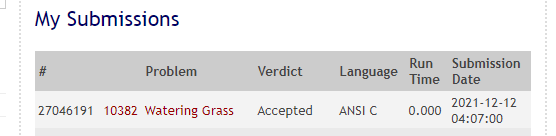 My Submissions
# Problem Verdict Language Run Time Submission Date
27046191 10382 Watering Grass Accepted ANSI C 0.000 2021-12-12 04:07:00